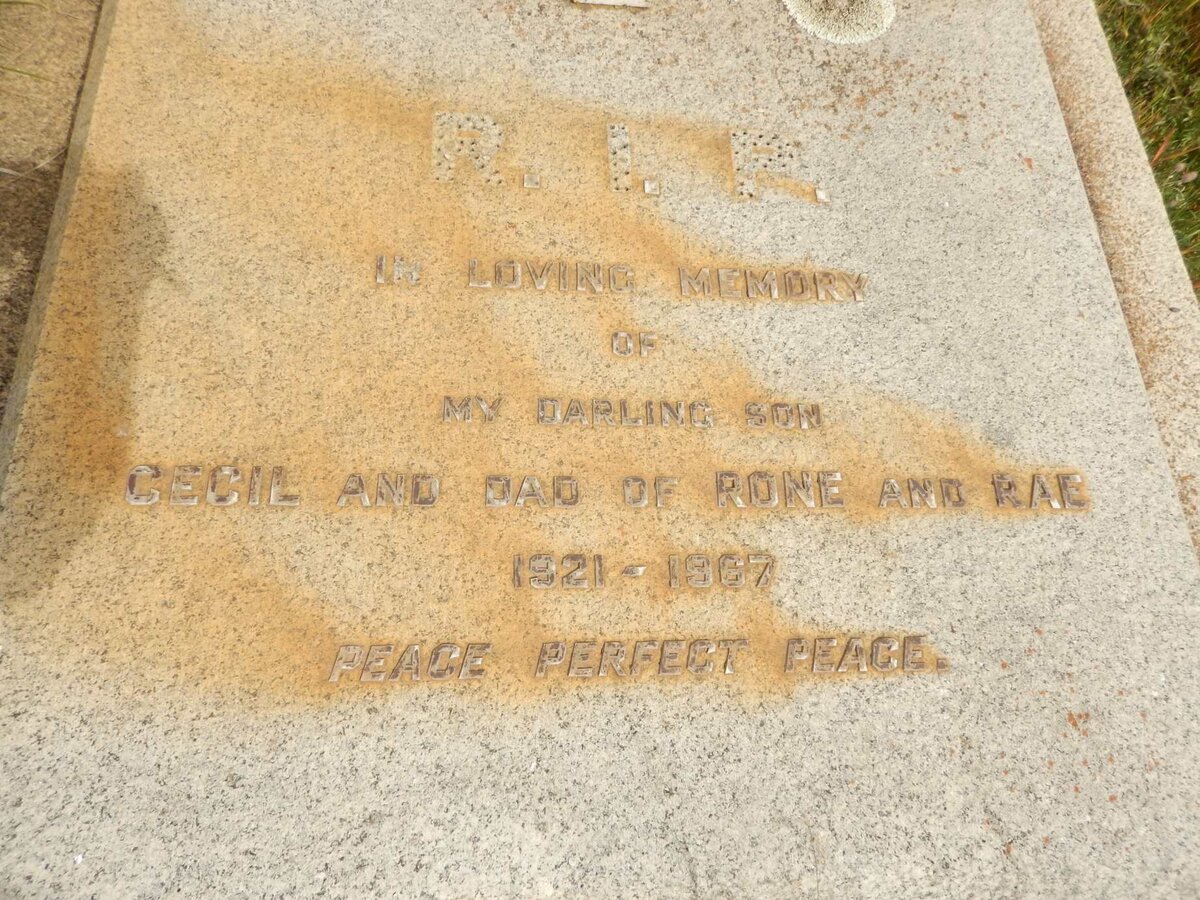 R. I. P.
IN LOVING MEMORY
OF
MY DARLING SON
CECIL AND DAD OF RONE AND RAE
1921 - 1967
PEACE PERFECT PEACE.